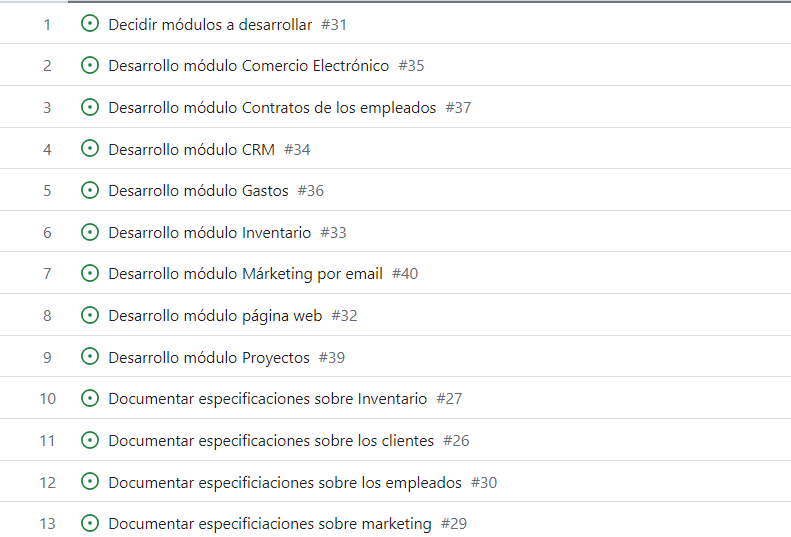 1 Decidir módulos a desarrollar #31
2 Desarrollo módulo Comercio Electrónico #35
3 Desarrollo módulo Contratos de los empleados #37
4 Desarrollo módulo CRM #34
5 Desarrollo módulo Gastos #36
6 Desarrollo módulo Inventario #33
7 Desarrollo módulo Márketing por email #40
8 Desarrollo módulo página web #32
9 Desarrollo módulo Proyectos #39
10 Documentar especificaciones sobre Inventario #27
11 Documentar especificaciones sobre los clientes #26
12 Documentar especificiaciones sobre los empleados #30
13 Documentar especificiaciones sobre marketing #29